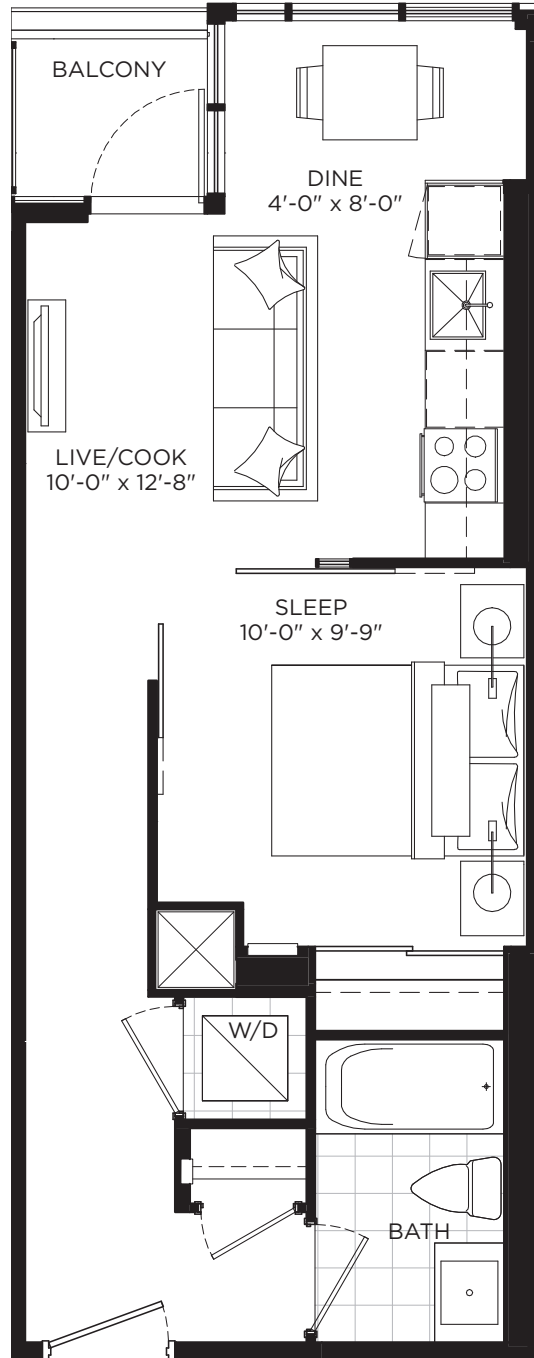 BALCONY
DINE
4'-0" x 8'-0"
LIVE/COOK
10'-0" x 12'-8"
SLEEP
10'-0" x 9'-9"
W/D
BATH